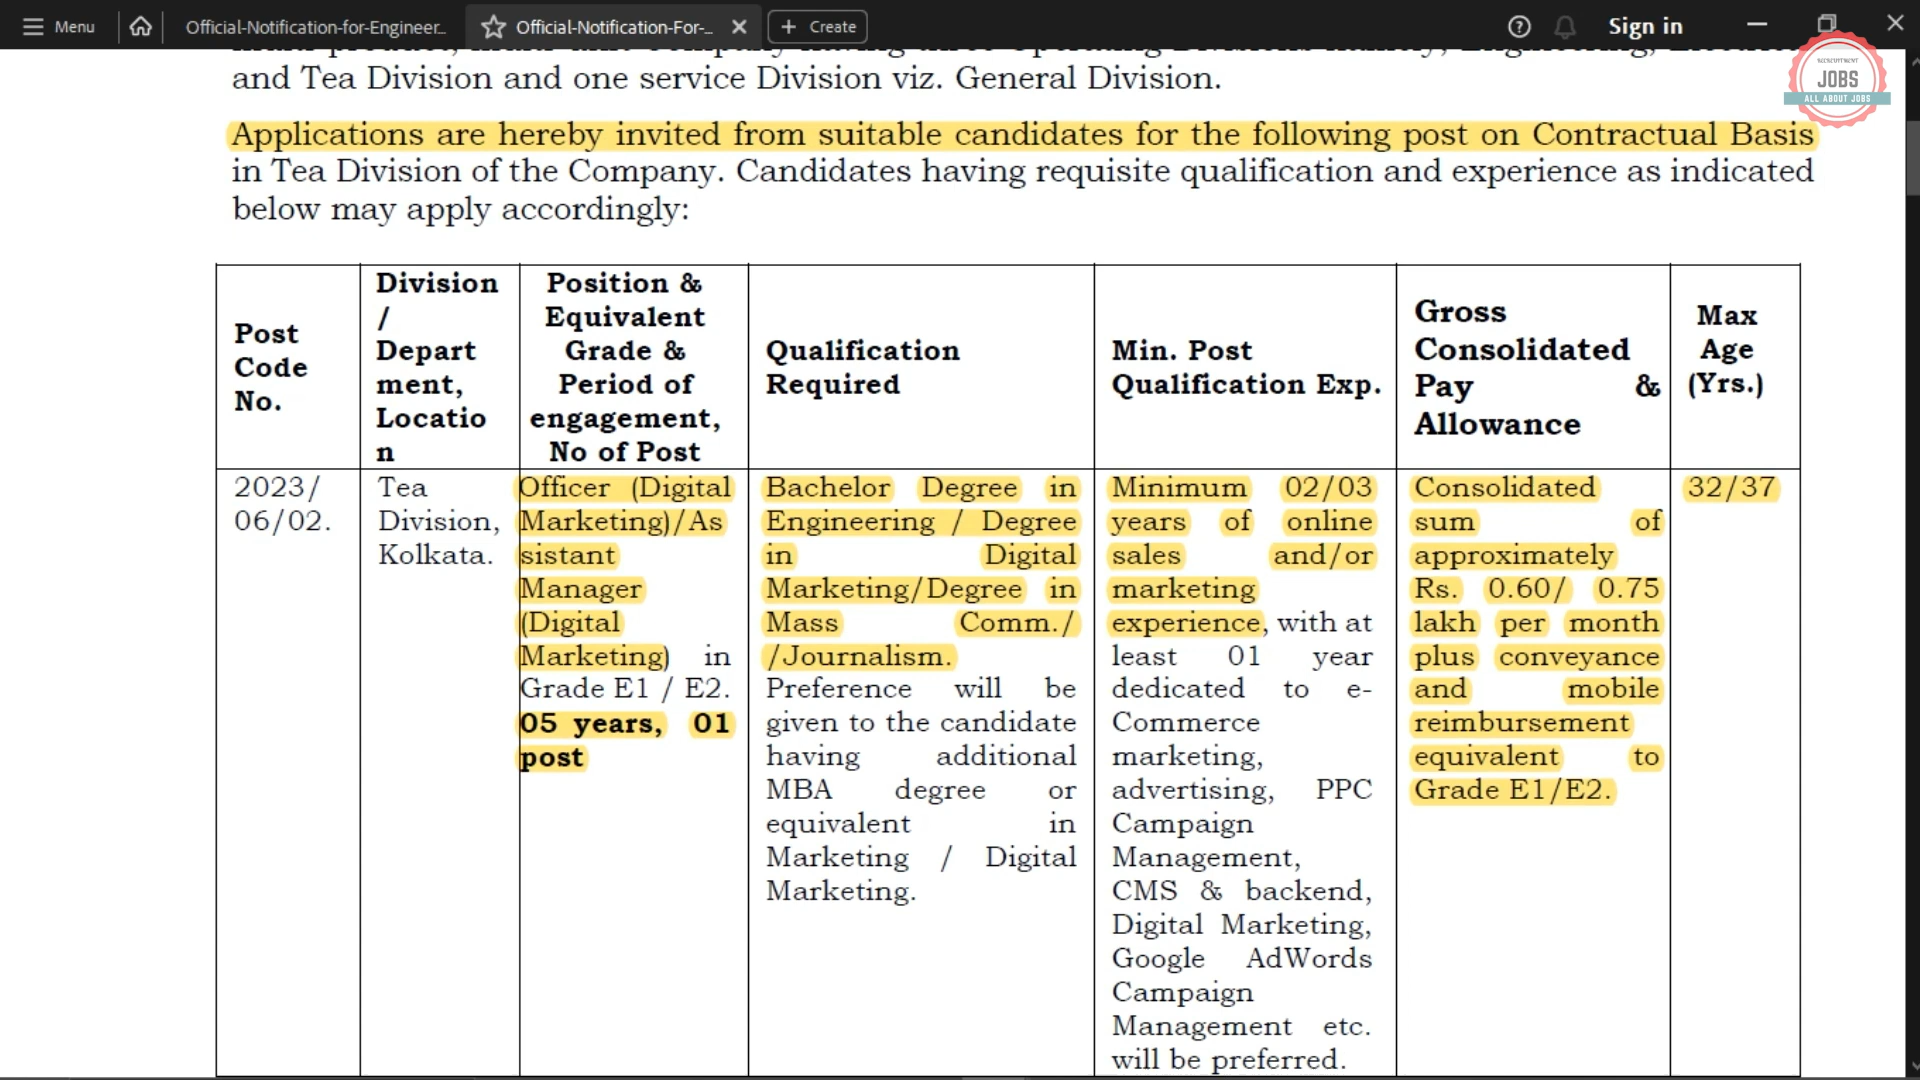 Menu
Official-Notification-for-Engineer...
Official-Notification-For-...
Create
Sign in
RECRUITMENT
JOBS
ALL ABOUT JOBS
and Tea Division and one service Division viz. General Division.
Applications are hereby invited from suitable candidates for the following post on Contractual Basis
in Tea Division of the Company. Candidates having requisite qualification and experience as indicated
below may apply accordingly:
Post
Code
No.
Division
/
Depart
ment,
Locatio
n
Position &
Equivalent
Grade &
Period of
engagement,
No of Post
Qualification
Required
Min. Post
Qualification Exp.
Gross
Consolidated
Pay &
Allowance
Max
Age
(Yrs.)
2023/
06/02.
Tea
Division,
Kolkata.
Officer (Digital
Marketing)/As
sistant
Manager
(Digital
Marketing) in
Grade E1 / E2.
05 years, 01
post
Bachelor Degree in
Engineering / Degree
in Digital
Marketing/Degree in
Mass Comm./
/Journalism.
Preference will be
given to the candidate
having additional
MBA degree or
equivalent in
Marketing / Digital
Marketing.
Minimum 02/03
years of online
sales and/or
marketing
experience, with at
least 01 year
dedicated to e-
Commerce
marketing,
advertising, PPC
Campaign
Management,
CMS & backend,
Digital Marketing,
Google AdWords
Campaign
Management etc.
will be preferred.
Consolidated
sum of
approximately
Rs. 0.60/ 0.75
lakh per month
plus conveyance
and mobile
reimbursement
equivalent to
Grade E1/E2.
32/37